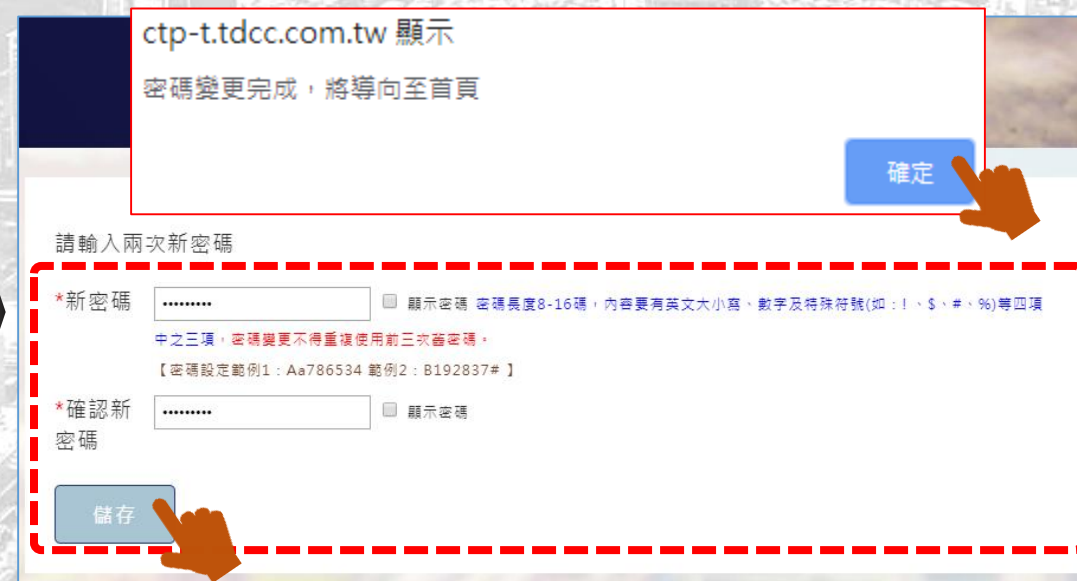 ctp-t.tdcc.com.tw 顯示
密碼變更完成，將導向至首頁
確定
請輸入兩次新密碼
*新密碼 ••••••••• 顯示密碼 密碼長度8-16碼，內容要有英文大小寫、數字及特殊符號(如：!、$、#、%)等四項
中之三項，密碼變更不得重複使用前三次舊密碼。
【密碼設定範例1：Aa786534 範例2：B192837# 】
*確認新 ••••••••• 顯示密碼
密碼
儲存